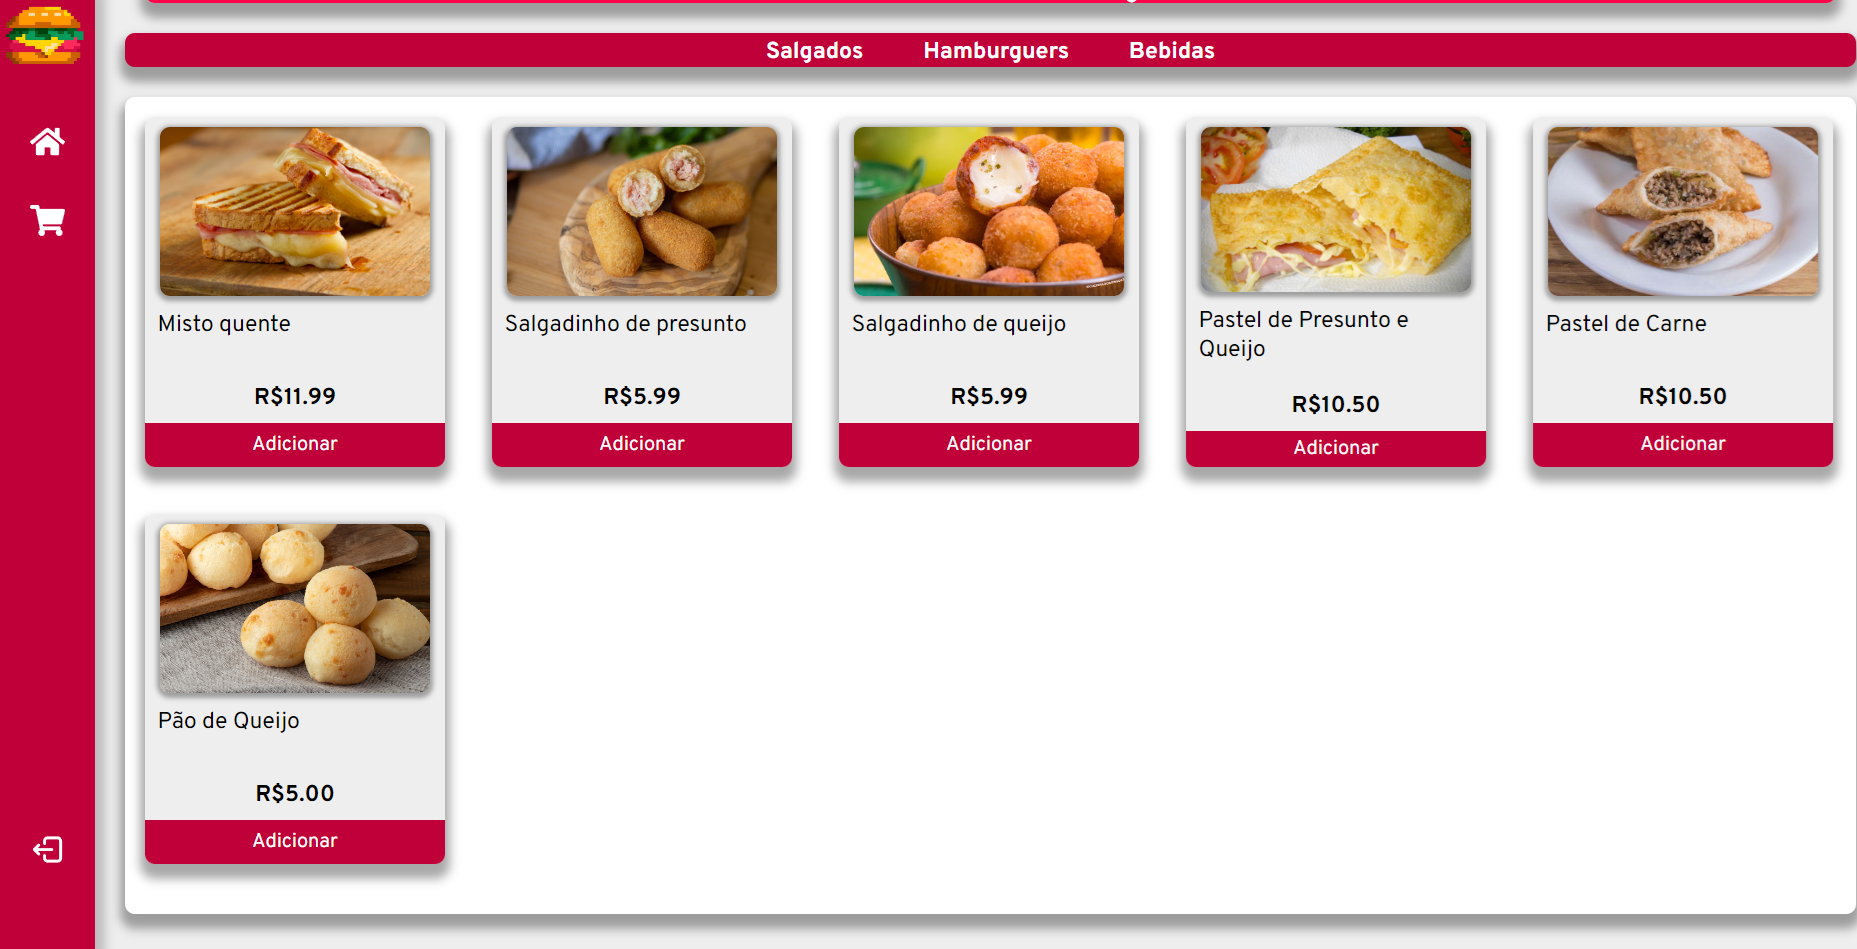 Salgados Hamburguers Bebidas
Misto quente
R$11.99
Adicionar
Salgadinho de presunto
R$5.99
Adicionar
Salgadinho de queijo
R$5.99
Adicionar
Pastel de Presunto e
Queijo
R$10.50
Adicionar
Pastel de Carne
R$10.50
Adicionar
Pão de Queijo
R$5.00
Adicionar